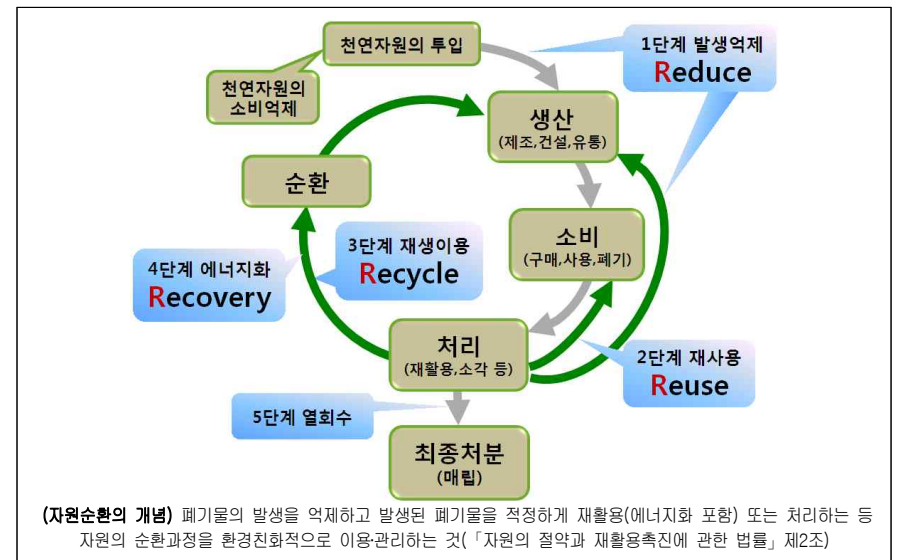 천연자원의 투입
1단계 발생억제
Reduce
천연자원의
소비억제
생산
(제조,건설,유통)
순환
소비
(구매,사용,폐기)
3단계 재생이용
Recycle
4단계 에너지화
Recovery
처리
(재활용,소각 등)
2단계 재사용
Reuse
5단계 열회수
최종처분
(매립)
(자원순환의 개념) 폐기물의 발생을 억제하고 발생된 폐기물을 적정하게 재활용(에너지화 포함) 또는 처리하는 등
자원의 순환과정을 환경친화적으로 이용·관리하는 것(「자원의 절약과 재활용촉진에 관한 법률」제2조)